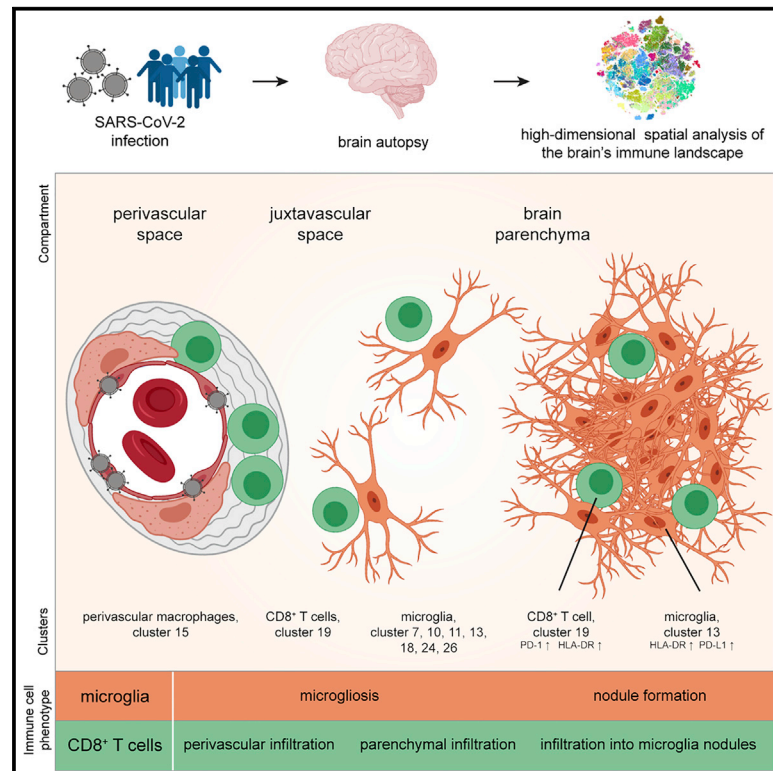 SARS-CoV-2
infection
brain autopsy
high-dimensional spatial analysis of
the brain's immune landscape
Compartment
perivascular
space
juxtavascular
space
brain
parenchyma
Clusters
perivascular macrophages,
cluster 15
CD8⁺ T cells,
cluster 19
microglia,
cluster 7, 10, 11, 13,
18, 24, 26
CD8⁺ T cell,
cluster 19
PD-1 ↑ HLA-DR ↑
microglia,
cluster 13
HLA-DR ↑ PD-L1 ↑
Immune cell
phenotype
microglia
microgliosis
nodule formation
CD8⁺ T cells
perivascular infiltration
parenchymal infiltration
infiltration into microglia nodules